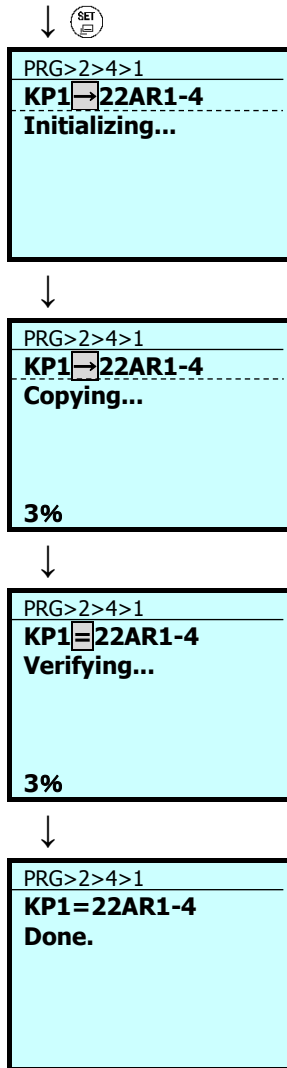 ↓ SET
PRG>2>4>1
KP1→22AR1-4
Initializing...
↓
PRG>2>4>1
KP1→22AR1-4
Copying...
3%
↓
PRG>2>4>1
KP1=22AR1-4
Verifying...
3%
↓
PRG>2>4>1
KP1=22AR1-4
Done.